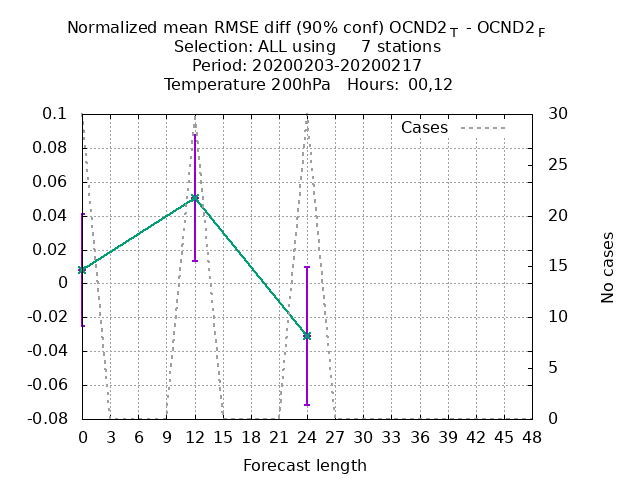 Normalized mean RMSE diff (90% conf) OCND2 T - OCND2 F
Selection: ALL using 7 stations
Period: 20200203-20200217
Temperature 200hPa Hours: 00,12
Cases
0.1
0.08
0.06
0.04
0.02
0
-0.02
-0.04
-0.06
-0.08
30
25
20
15
10
5
0
No cases
0 3 6 9 12 15 18 21 24 27 30 33 36 39 42 45 48
Forecast length